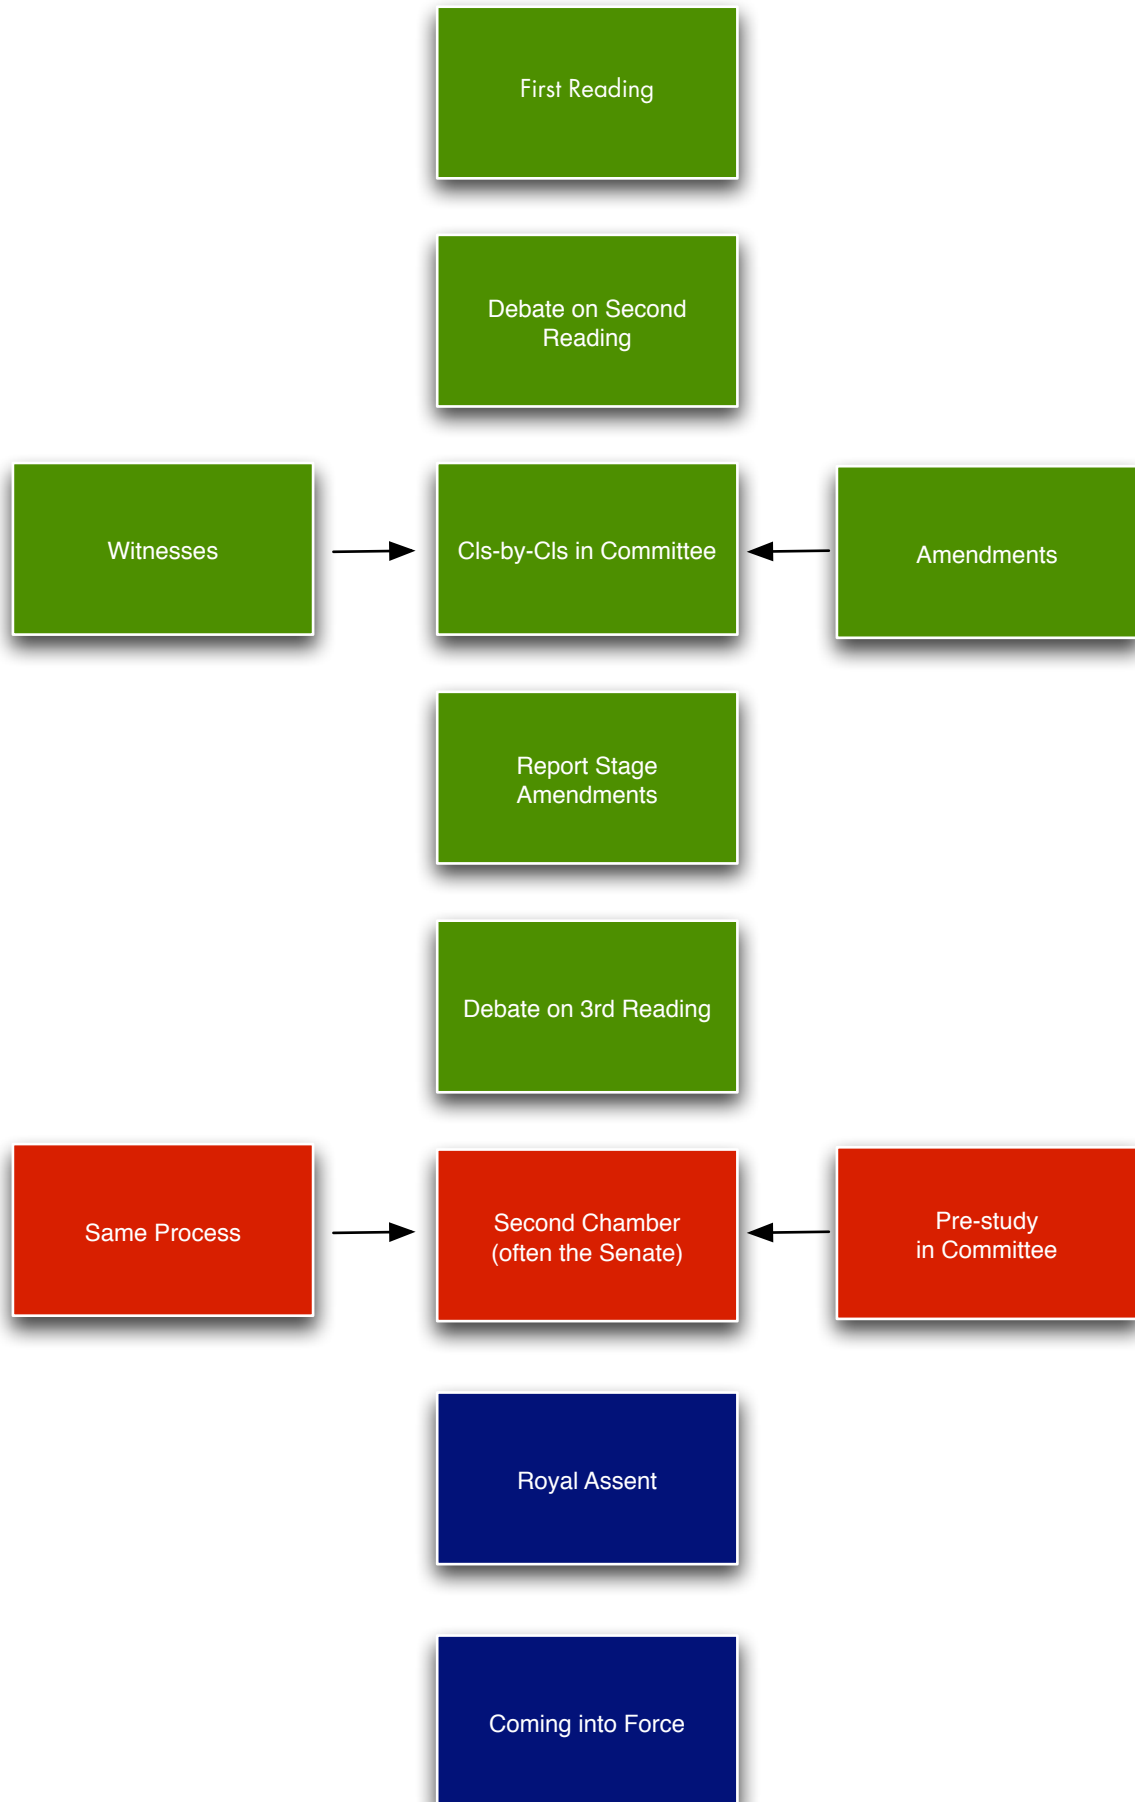 First Reading
Debate on Second
Reading
Witnesses
Cls-by-Cls in Committee
Amendments
Report Stage
Amendments
Debate on 3rd Reading
Same Process
Second Chamber
(often the Senate)
Pre-study
in Committee
Royal Assent
Coming into Force